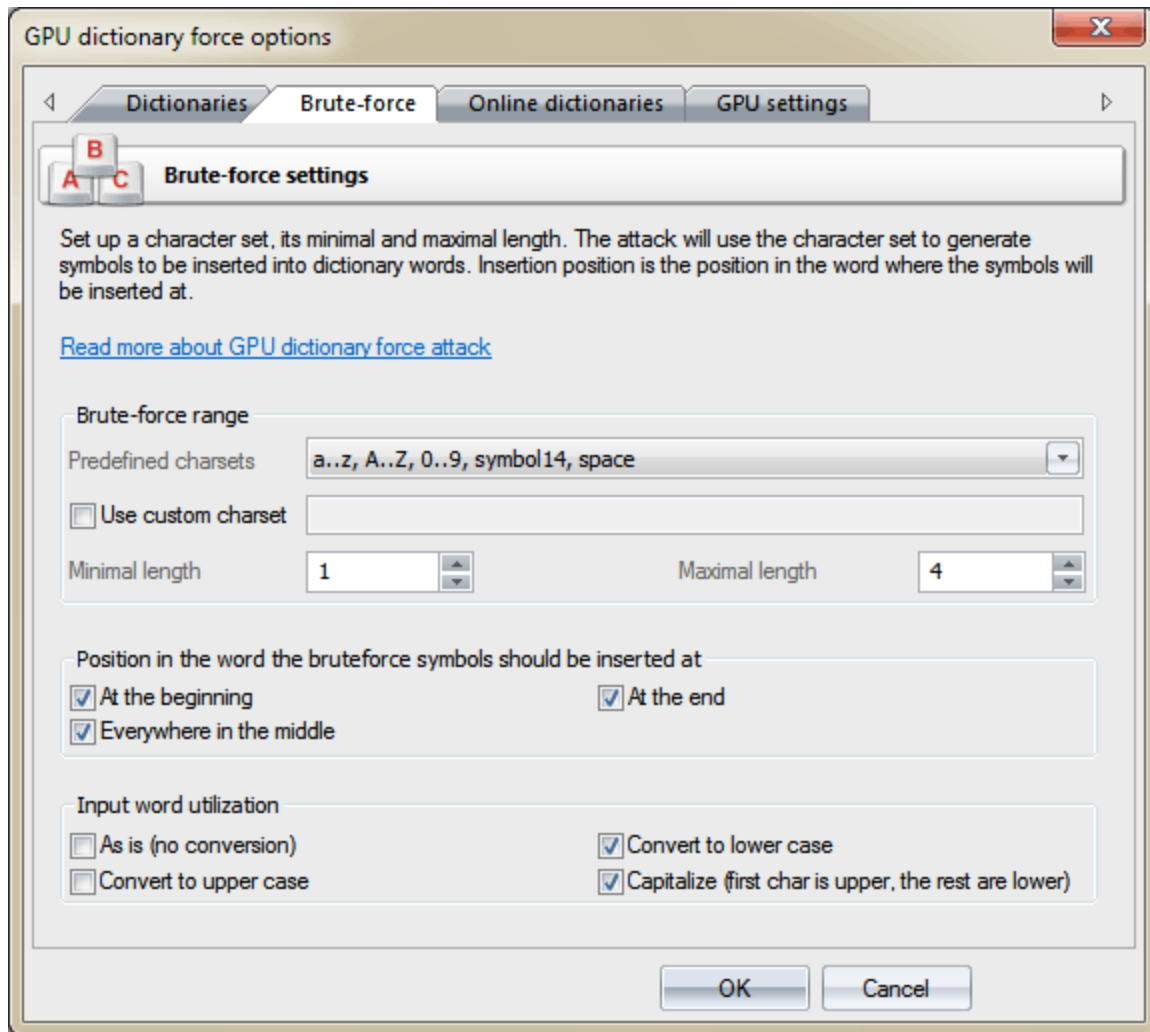 GPU dictionary force options
Dictionaries Brute-force Online dictionaries GPU settings
A B C Brute-force settings
Set up a character set, its minimal and maximal length. The attack will use the character set to generate
symbols to be inserted into dictionary words. Insertion position is the position in the word where the symbols will
be inserted at.
Read more about GPU dictionary force attack
Brute-force range
Predefined charsets a..z, A..Z, 0..9, symbol14, space
Use custom charset
Minimal length 1 Maximal length 4
Position in the word the bruteforce symbols should be inserted at
At the beginning At the end
Everywhere in the middle
Input word utilization
As is (no conversion) Convert to lower case
Convert to upper case Capitalize (first char is upper, the rest are lower)
OK Cancel